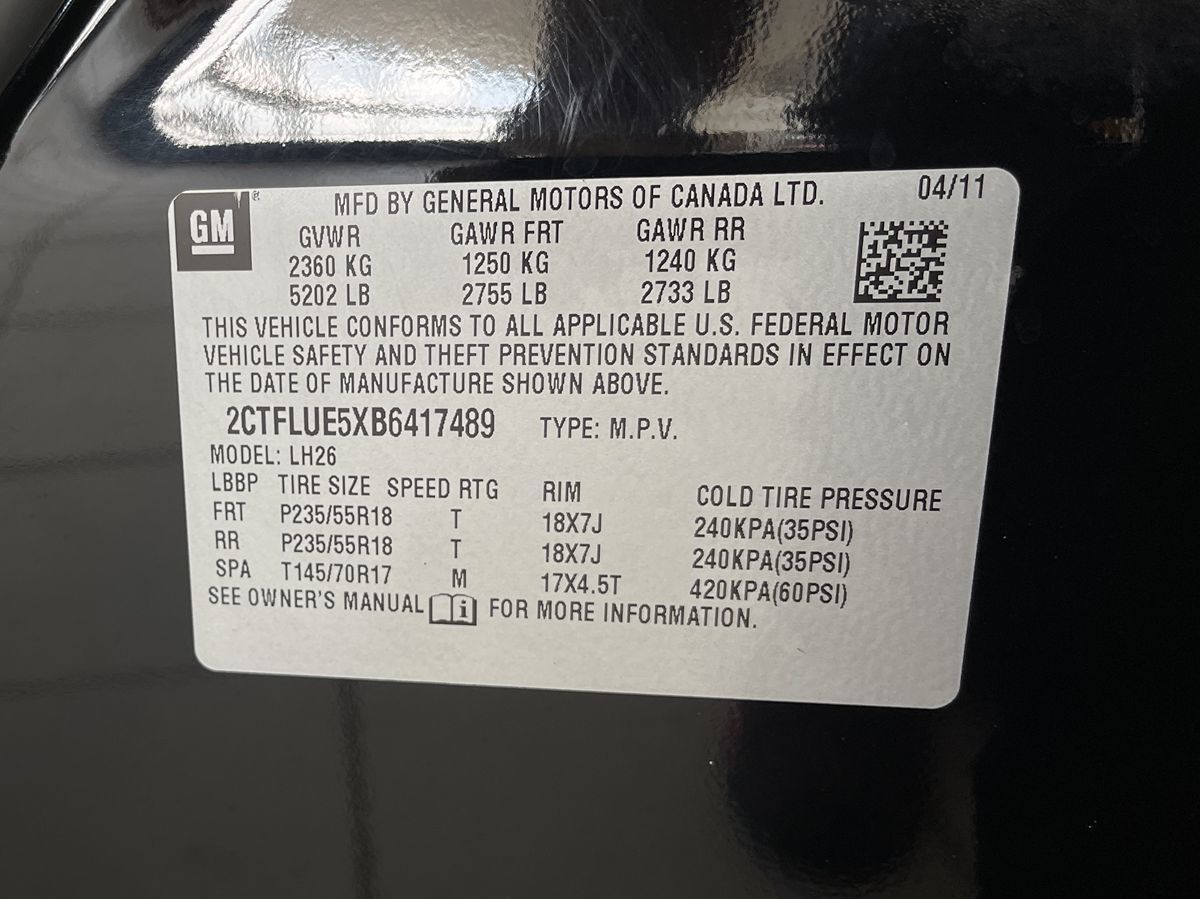 GM ® MFD BY GENERAL MOTORS OF CANADA LTD. 04/11
GVWR GAWR FRT GAWR RR
2360 KG 1250 KG 1240 KG
5202 LB 2755 LB 2733 LB
THIS VEHICLE CONFORMS TO ALL APPLICABLE U.S. FEDERAL MOTOR
VEHICLE SAFETY AND THEFT PREVENTION STANDARDS IN EFFECT ON
THE DATE OF MANUFACTURE SHOWN ABOVE.
2CTFLUE5XB6417489 TYPE: M.P.V.
MODEL: LH26
LBBP TIRE SIZE SPEED RTG RIM COLD TIRE PRESSURE
FRT P235/55R18 T 18X7J 240KPA(35PSI)
RR P235/55R18 T 18X7J 240KPA(35PSI)
SPA T145/70R17 M 17X4.5T 420KPA(60PSI)
SEE OWNER'S MANUAL i FOR MORE INFORMATION.